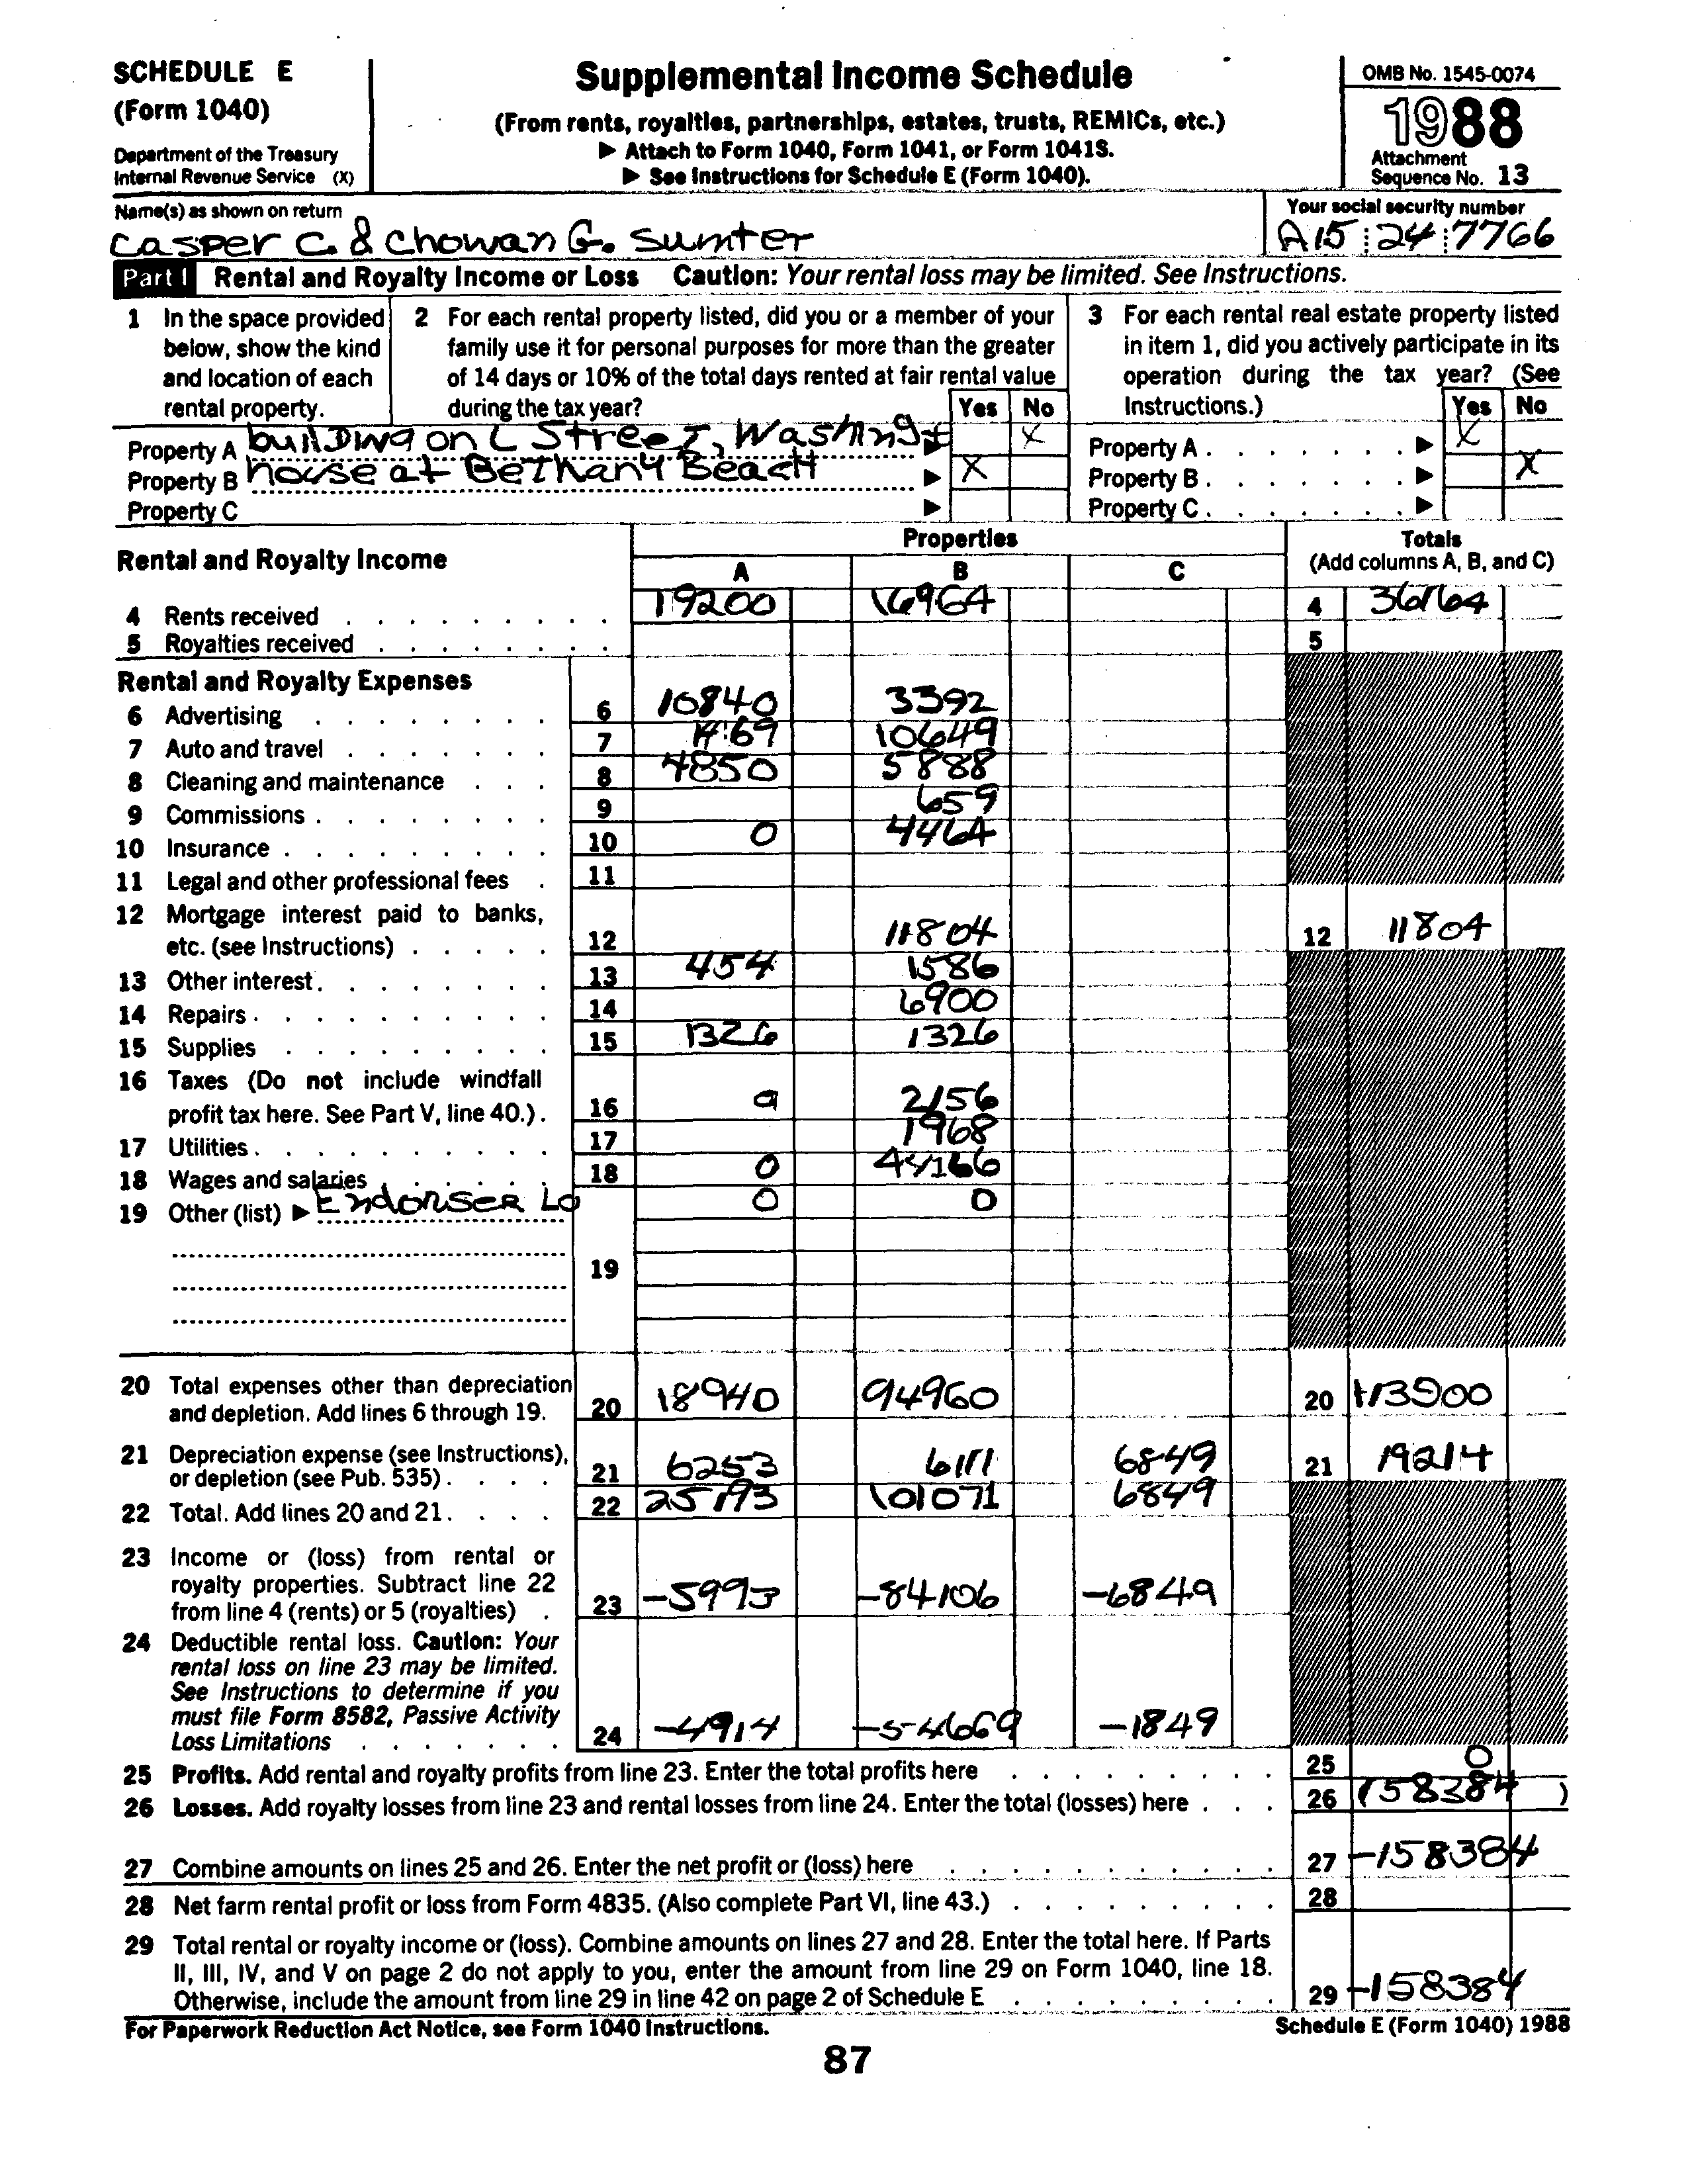 SCHEDULE E
(Form 1040)
Department of the Treasury
Internal Revenue Service (X)
Supplemental Income Schedule
(From rents, royalties, partnerships, estates, trusts, REMICs, etc.)
▶ Attach to Form 1040, Form 1041, or Form 1041S.
▶ See Instructions for Schedule E (Form 1040).
OMB No. 1545-0074
1988
Attachment
Sequence No. 13
Name(s) as shown on return
Casper C. & Chowan G. Sumter
Your social security number
A15 24 7766
Part I Rental and Royalty Income or Loss Caution: Your rental loss may be limited. See Instructions.
1 In the space provided below, show the kind and location of each rental property.
2 For each rental property listed, did you or a member of your family use it for personal purposes for more than the greater of 14 days or 10% of the total days rented at fair rental value during the tax year?
Yes No
3 For each rental real estate property listed in item 1, did you actively participate in its operation during the tax year? (See Instructions.)
Yes No
Property A building on C Street, Washingt ▶ X
Property A . . . . . . . ▶ X
Property B house at Bethany Beach ▶ X
Property B . . . . . . . ▶ X
Property C ▶
Property C . . . . . . . ▶
Rental and Royalty Income
Properties
A B C
Totals
(Add columns A, B, and C)
4 Rents received 19200 16964 4 36164
5 Royalties received 5
Rental and Royalty Expenses
6 Advertising 6 10840 3392
7 Auto and travel 7 10649
8 Cleaning and maintenance 8 4850 5888
9 Commissions 9 659
10 Insurance 10 0 4464
11 Legal and other professional fees 11
12 Mortgage interest paid to banks, etc. (see Instructions) 12 11804 12 11804
13 Other interest 13 454 1586
14 Repairs 14 6900
15 Supplies 15 1326 1326
16 Taxes (Do not include windfall profit tax here. See Part V, line 40.) 16 2156
17 Utilities 17 1968
18 Wages and salaries 18 0
19 Other (list) ▶ Endorser Lo 0 0
19
20 Total expenses other than depreciation and depletion. Add lines 6 through 19. 20 18940 94960 20 113900
21 Depreciation expense (see Instructions), or depletion (see Pub. 535) 21 6253 6111 6849 21 19214
22 Total. Add lines 20 and 21 22 25193 101071 6849
23 Income or (loss) from rental or royalty properties. Subtract line 22 from line 4 (rents) or 5 (royalties) 23 -5993 -84106 -6849
24 Deductible rental loss. Caution: Your rental loss on line 23 may be limited. See Instructions to determine if you must file Form 8582, Passive Activity Loss Limitations 24 -4914 -54669 -1849
25 Profits. Add rental and royalty profits from line 23. Enter the total profits here 25 0
26 Losses. Add royalty losses from line 23 and rental losses from line 24. Enter the total (losses) here 26 158384 )
27 Combine amounts on lines 25 and 26. Enter the net profit or (loss) here 27 -158384
28 Net farm rental profit or loss from Form 4835. (Also complete Part VI, line 43.) 28
29 Total rental or royalty income or (loss). Combine amounts on lines 27 and 28. Enter the total here. If Parts II, III, IV, and V on page 2 do not apply to you, enter the amount from line 29 on Form 1040, line 18. Otherwise, include the amount from line 29 in line 42 on page 2 of Schedule E 29 -158384
For Paperwork Reduction Act Notice, see Form 1040 Instructions.
Schedule E (Form 1040) 1988
87